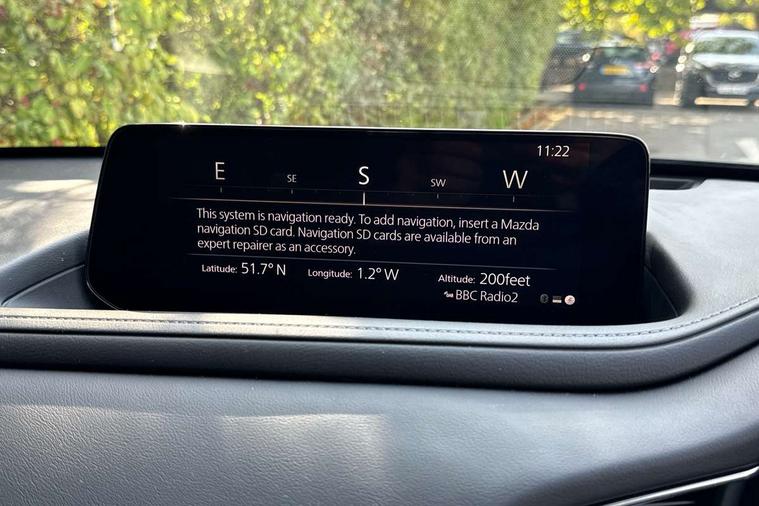 11:22
E SE S SW W
This system is navigation ready. To add navigation, insert a Mazda
navigation SD card. Navigation SD cards are available from an
expert repairer as an accessory.
Latitude: 51.7° N Longitude: 1.2° W Altitude: 200feet
BBC Radio2